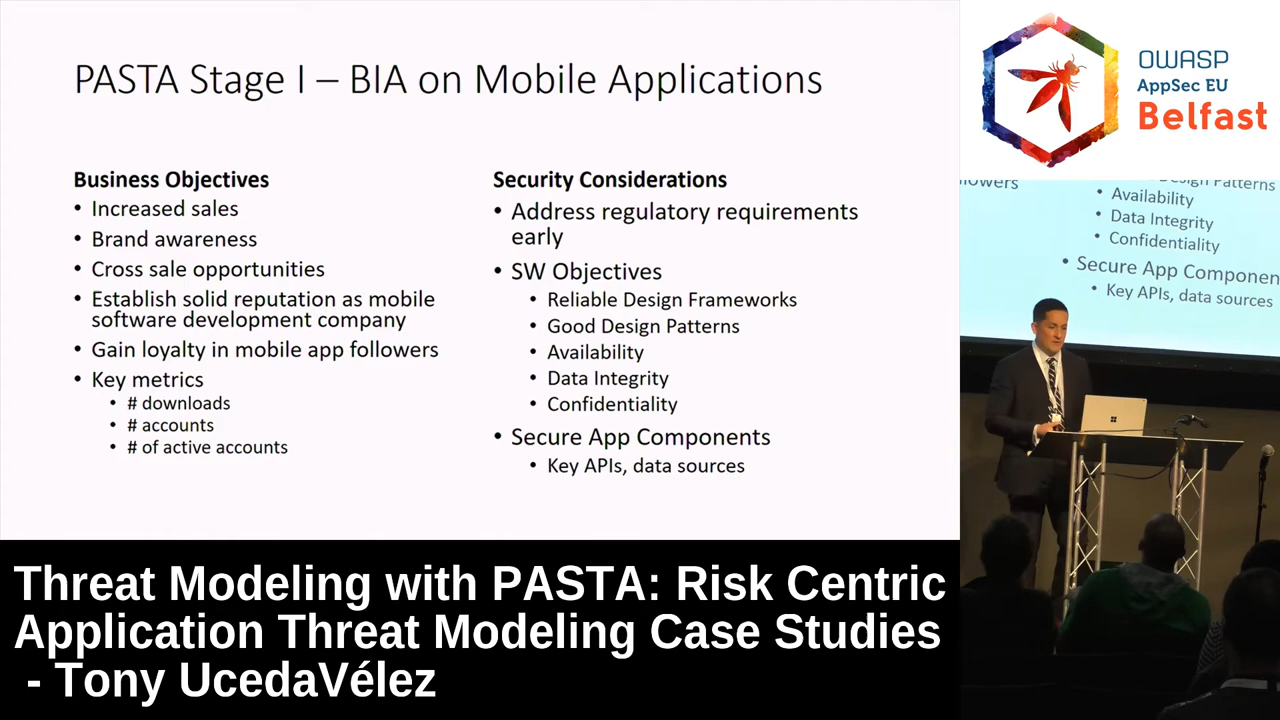 PASTA Stage I – BIA on Mobile Applications
Business Objectives
• Increased sales
• Brand awareness
• Cross sale opportunities
• Establish solid reputation as mobile
software development company
• Gain loyalty in mobile app followers
• Key metrics
• # downloads
• # accounts
• # of active accounts
Security Considerations
• Address regulatory requirements
early
• SW Objectives
• Reliable Design Frameworks
• Good Design Patterns
• Availability
• Data Integrity
• Confidentiality
• Secure App Components
• Key APIs, data sources
OWASP
AppSec EU
Belfast
Design Patterns
• Availability
• Data Integrity
• Confidentiality
• Secure App
• Key APIs, data sources
Threat Modeling with PASTA: Risk Centric
Application Threat Modeling Case Studies
- Tony UcedaVélez